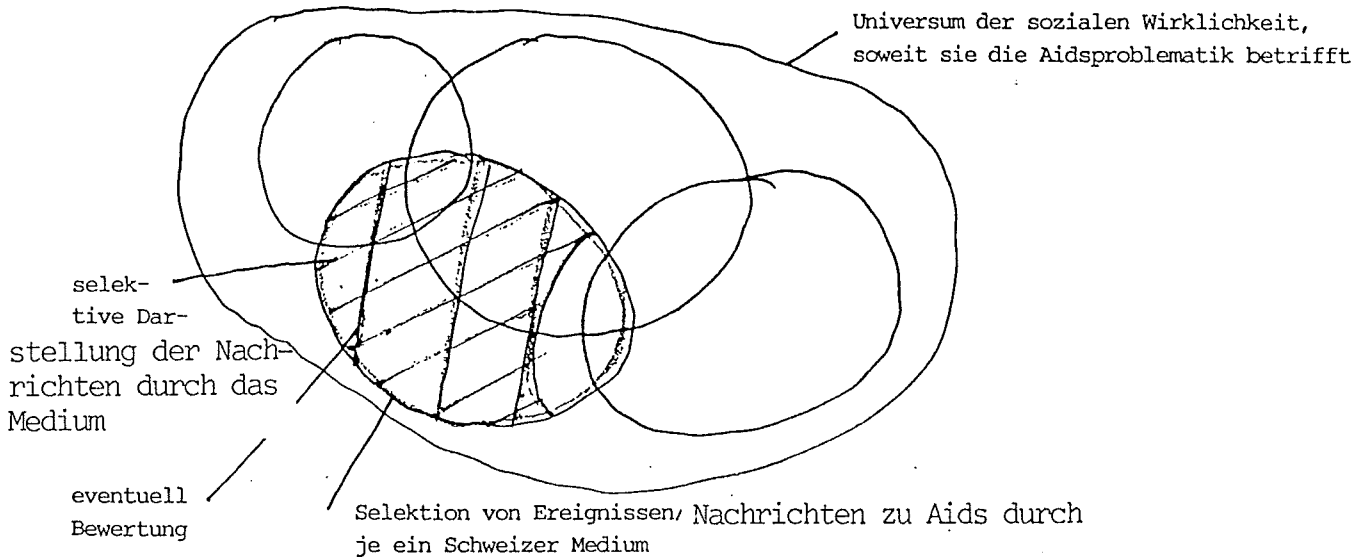 Universum der sozialen Wirklichkeit,
soweit sie die Aidsproblematik betrifft
selek-
tive Dar-
stellung der Nach-
richten durch das
Medium
eventuell
Bewertung
Selektion von Ereignissen/ Nachrichten zu Aids durch
je ein Schweizer Medium